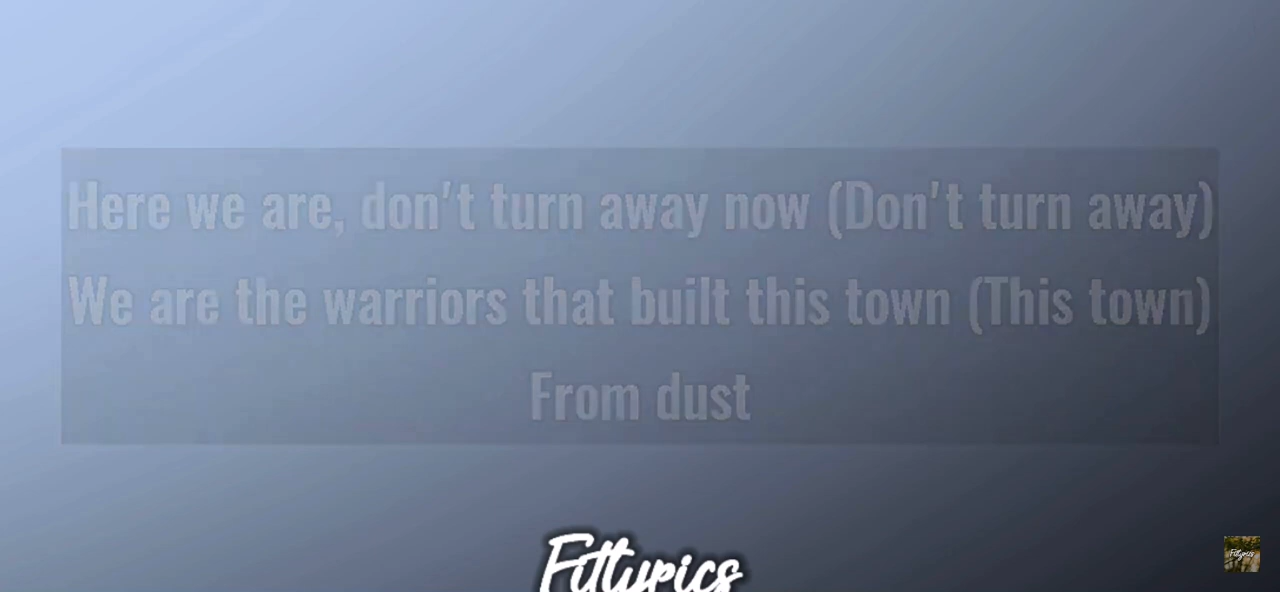 Here we are, don't turn away now (Don't turn away)
We are the warriors that built this town (This town)
From dust
Fitlyrics
Fitlyrics